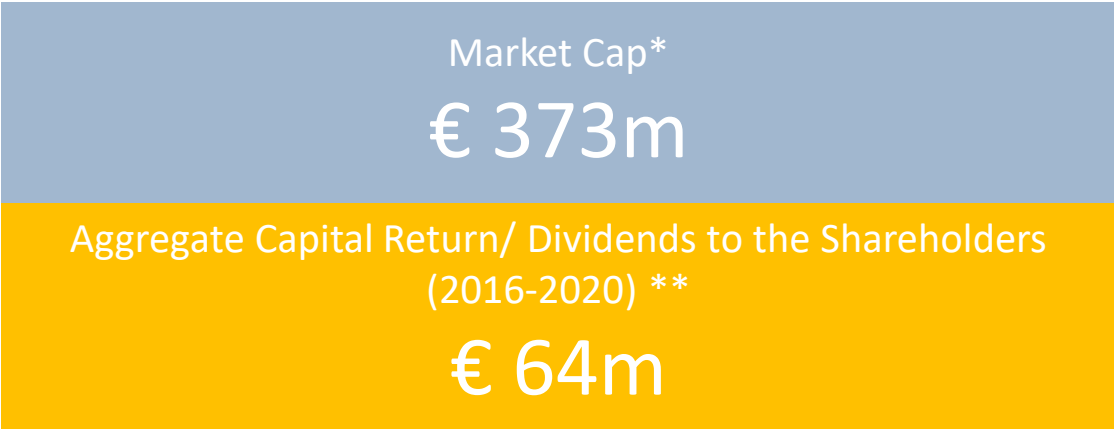 Market Cap*
€ 373m
Aggregate Capital Return/ Dividends to the Shareholders
(2016-2020) **
€ 64m